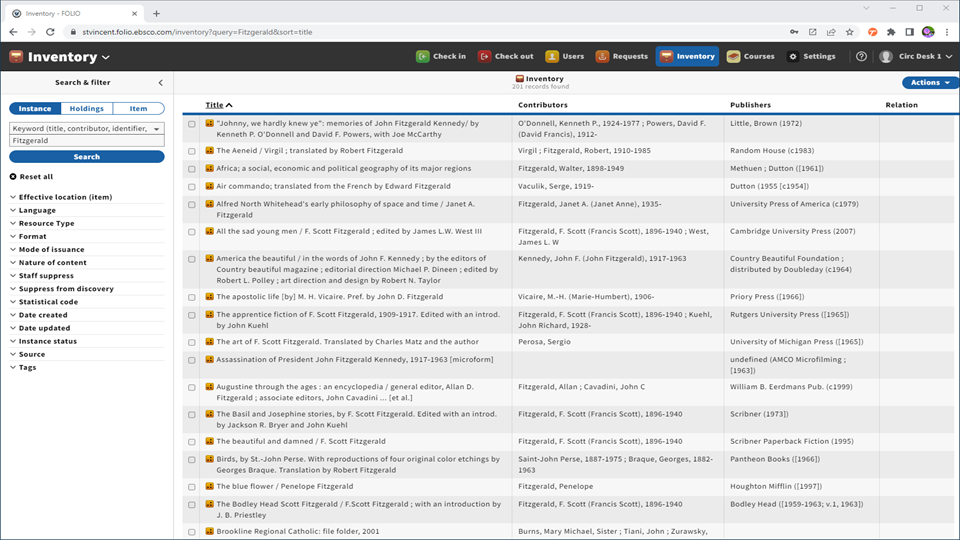 Inventory - FOLIO
stvincent.folio.ebsco.com/inventory?query=Fitzgerald&sort=title
Inventory
Check in
Check out
Users
Requests
Inventory
Courses
Settings
Circ Desk 1
Search & filter
Inventory
201 records found
Actions
Instance
Holdings
Item
Keyword (title, contributor, identifier,
Fitzgerald
Search
Reset all
Effective location (item)
Language
Resource Type
Format
Mode of issuance
Nature of content
Staff suppress
Suppress from discovery
Statistical code
Date created
Date updated
Instance status
Source
Tags
Title Contributors Publishers Relation
"Johnny, we hardly knew ye": memories of John Fitzgerald Kennedy/ by O'Donnell, Kenneth P., 1924-1977 ; Powers, David F. Little, Brown (1972)
Kenneth P. O'Donnell and David F. Powers, with Joe McCarthy (David Francis), 1912-
The Aeneid / Virgil ; translated by Robert Fitzgerald Virgil ; Fitzgerald, Robert, 1910-1985 Random House (c1983)
Africa; a social, economic and political geography of its major regions Fitzgerald, Walter, 1898-1949 Methuen ; Dutton ([1961])
Air commando; translated from the French by Edward Fitzgerald Vaculik, Serge, 1919- Dutton (1955 [c1954])
Alfred North Whitehead's early philosophy of space and time / Janet A. Fitzgerald, Janet A. (Janet Anne), 1935- University Press of America (c1979)
Fitzgerald
All the sad young men / F. Scott Fitzgerald ; edited by James L.W. West III Fitzgerald, F. Scott (Francis Scott), 1896-1940 ; West, Cambridge University Press (2007)
James L. W
America the beautiful / in the words of John F. Kennedy ; by the editors of Kennedy, John F. (John Fitzgerald), 1917-1963 Country Beautiful Foundation ;
Country beautiful magazine ; editorial direction Michael P. Dineen ; edited by distributed by Doubleday (c1964)
Robert L. Polley ; art direction and design by Robert N. Taylor
The apostolic life [by] M. H. Vicaire. Pref. by John D. Fitzgerald Vicaire, M.-H. (Marie-Humbert), 1906- Priory Press ([1966])
The apprentice fiction of F. Scott Fitzgerald, 1909-1917. Edited with an introd. Fitzgerald, F. Scott (Francis Scott), 1896-1940 ; Kuehl, Rutgers University Press ([1965])
by John Kuehl John Richard, 1928-
The art of F. Scott Fitzgerald. Translated by Charles Matz and the author Perosa, Sergio University of Michigan Press ([1965])
Assassination of President John Fitzgerald Kennedy, 1917-1963 [microform] undefined (AMCO Microfilming ;
[1963])
Augustine through the ages : an encyclopedia / general editor, Allan D. Fitzgerald, Allan ; Cavadini, John C William B. Eerdmans Pub. (c1999)
Fitzgerald ; associate editors, John Cavadini ... [et al.]
The Basil and Josephine stories, by F. Scott Fitzgerald. Edited with an introd. Fitzgerald, F. Scott (Francis Scott), 1896-1940 Scribner (1973])
by Jackson R. Bryer and John Kuehl
The beautiful and damned / F. Scott Fitzgerald Fitzgerald, F. Scott (Francis Scott), 1896-1940 Scribner Paperback Fiction (1995)
Birds, by St.-John Perse. With reproductions of four original color etchings by Saint-John Perse, 1887-1975 ; Braque, Georges, 1882- Pantheon Books ([1966])
Georges Braque. Translation by Robert Fitzgerald 1963
The blue flower / Penelope Fitzgerald Fitzgerald, Penelope Houghton Mifflin ([1997])
The Bodley Head Scott Fitzgerald / F.Scott Fitzgerald ; with an introduction by Fitzgerald, F. Scott (Francis Scott), 1896-1940 Bodley Head ([1959-1963; v.1, 1963])
J. B. Priestley
Brookline Regional Catholic: file folder, 2001 Burns, Mary Michael, Sister ; Tiani, John ; Zurawsky,